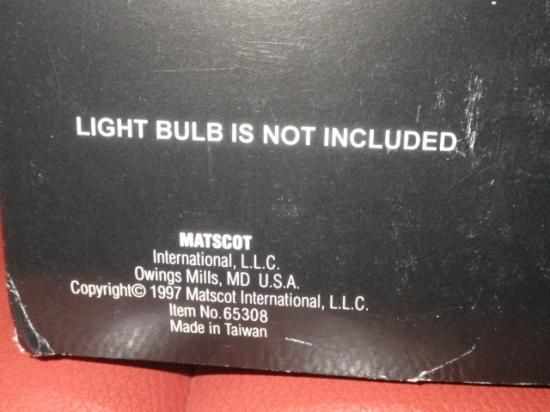 LIGHT BULB IS NOT INCLUDED
MATSCOT
International, L.L.C.
Owings Mills, MD U.S.A.
Copyright© 1997 Matscot International, L.L.C.
Item No. 65308
Made in Taiwan